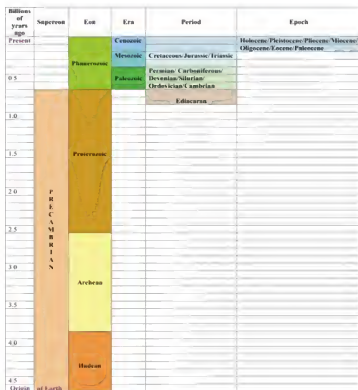 Billions
of
years
ago
Supereon
Eon
Era
Period
Epoch
Present
Phanerozoic
Cenozoic
Holocene/Pleistocene/Pliocene/Miocene/
Oligocene/Eocene/Paleocene
Mesozoic
Cretaceous/Jurassic/Triassic
Paleozoic
Permian/ Carboniferous/
Devonian/Silurian/
Ordovician/Cambrian
0.5
Ediacaran
1.0
PRECAMBRIAN
Proterozoic
1.5
2.0
2.5
Archean
3.0
3.5
Hadean
4.5
Origin of Earth